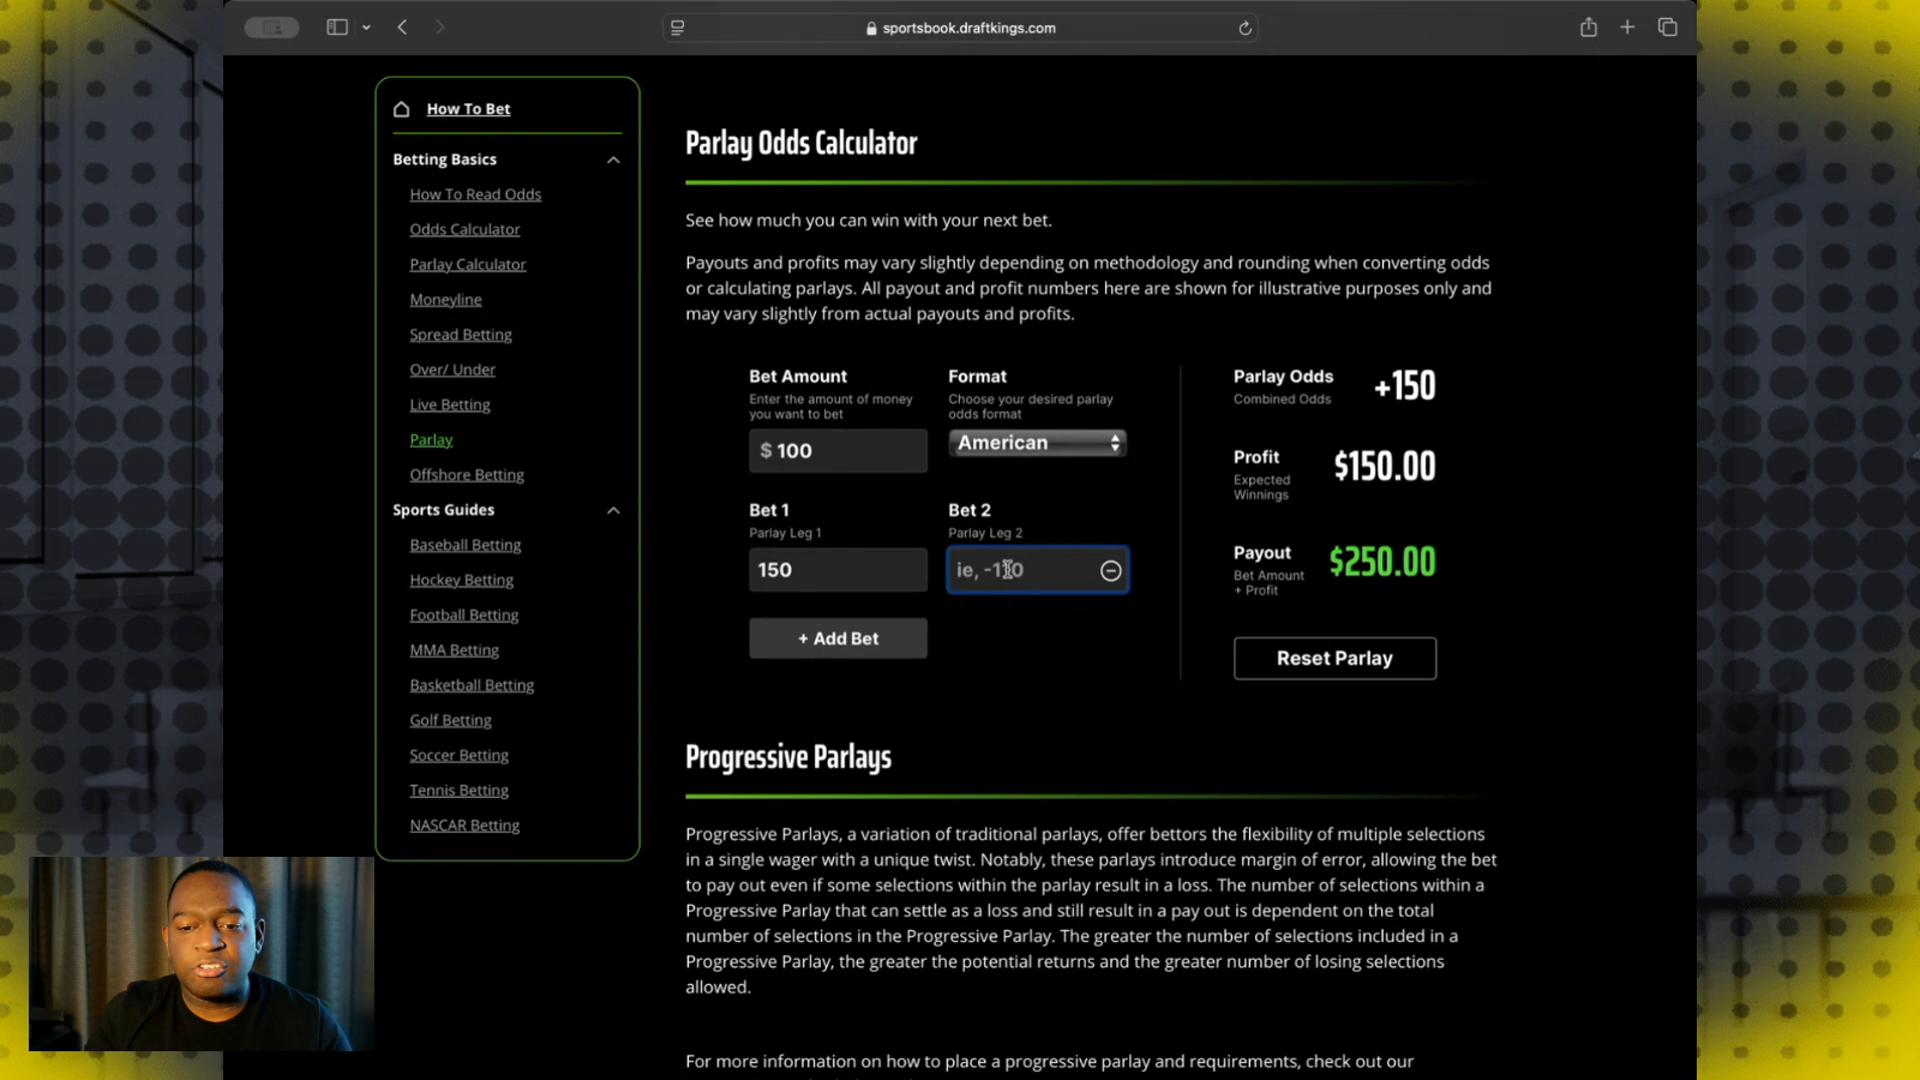 sportsbook.draftkings.com
How To Bet
Betting Basics
How To Read Odds
Odds Calculator
Parlay Calculator
Moneyline
Spread Betting
Over/ Under
Live Betting
Parlay
Offshore Betting
Sports Guides
Baseball Betting
Hockey Betting
Football Betting
MMA Betting
Basketball Betting
Golf Betting
Soccer Betting
Tennis Betting
NASCAR Betting
Parlay Odds Calculator
See how much you can win with your next bet.
Payouts and profits may vary slightly depending on methodology and rounding when converting odds
or calculating parlays. All payout and profit numbers here are shown for illustrative purposes only and
may vary slightly from actual payouts and profits.
Bet Amount
Enter the amount of money
you want to bet
$ 100
Format
Choose your desired parlay
odds format
American
Bet 1
Parlay Leg 1
150
Bet 2
Parlay Leg 2
ie, -110
+ Add Bet
Parlay Odds
Combined Odds
+150
Profit
Expected
Winnings
$150.00
Payout
Bet Amount
+ Profit
$250.00
Reset Parlay
Progressive Parlays
Progressive Parlays, a variation of traditional parlays, offer bettors the flexibility of multiple selections
in a single wager with a unique twist. Notably, these parlays introduce margin of error, allowing the bet
to pay out even if some selections within the parlay result in a loss. The number of selections within a
Progressive Parlay that can settle as a loss and still result in a pay out is dependent on the total
number of selections in the Progressive Parlay. The greater the number of selections included in a
Progressive Parlay, the greater the potential returns and the greater number of losing selections
allowed.
For more information on how to place a progressive parlay and requirements, check out our